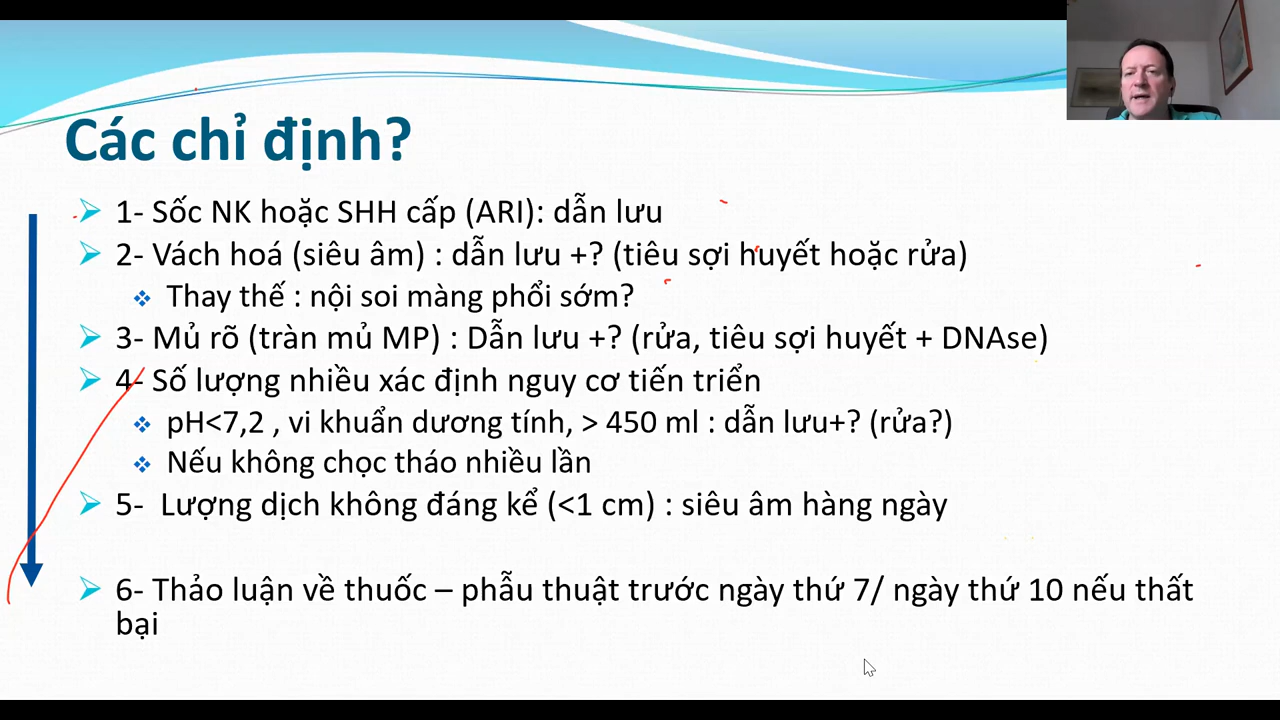 Các chỉ định?
1- Sốc NK hoặc SHH cấp (ARI): dẫn lưu
2- Vách hoá (siêu âm) : dẫn lưu +? (tiêu sợi huyết hoặc rửa)
Thay thế : nội soi màng phổi sớm?
3- Mủ rõ (tràn mủ MP) : Dẫn lưu +? (rửa, tiêu sợi huyết + DNAse)
4- Số lượng nhiều xác định nguy cơ tiến triển
pH<7,2 , vi khuẩn dương tính, > 450 ml : dẫn lưu+? (rửa?)
Nếu không chọc tháo nhiều lần
5- Lượng dịch không đáng kể (<1 cm) : siêu âm hàng ngày
6- Thảo luận về thuốc – phẫu thuật trước ngày thứ 7/ ngày thứ 10 nếu thất
bại